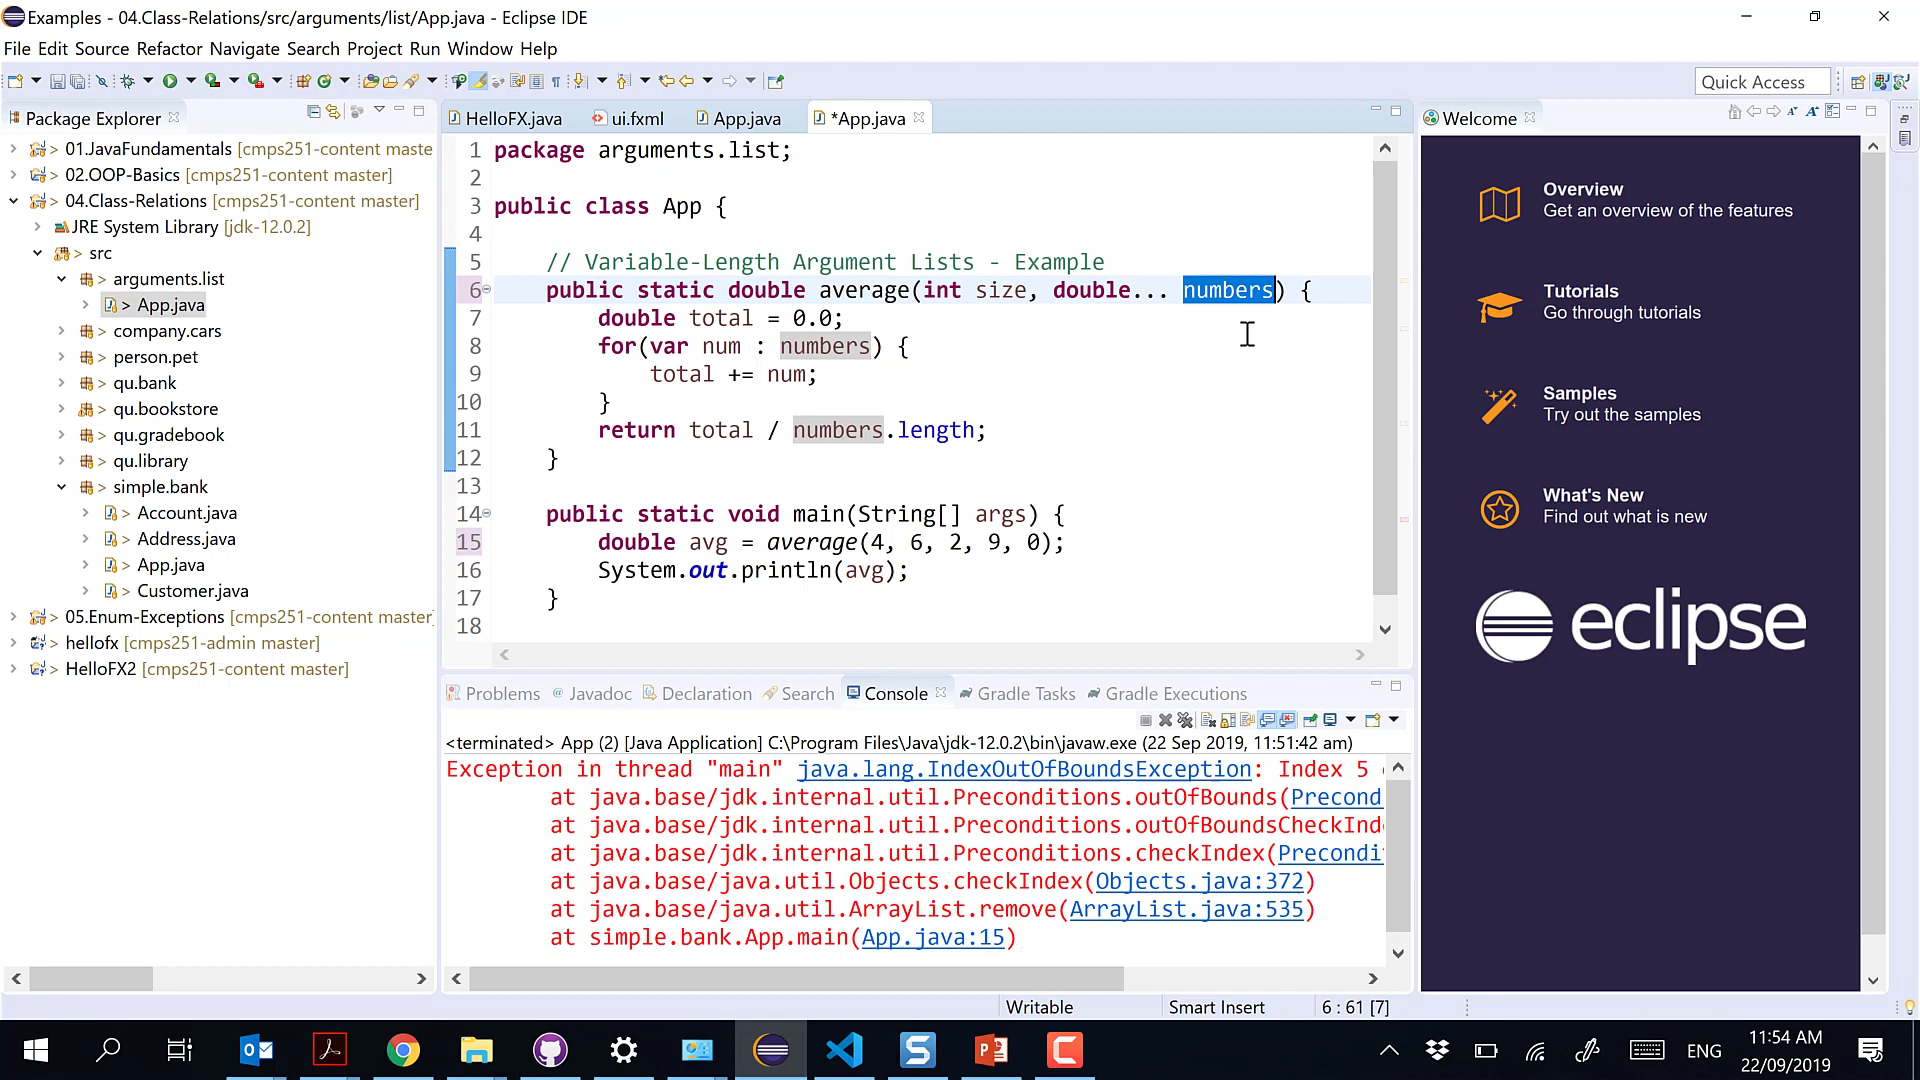 Examples - 04.Class-Relations/src/arguments/list/App.java - Eclipse IDE
File Edit Source Refactor Navigate Search Project Run Window Help
Quick Access
Package Explorer
01.JavaFundamentals [cmps251-content maste
02.OOP-Basics [cmps251-content master]
04.Class-Relations [cmps251-content master]
JRE System Library [jdk-12.0.2]
src
arguments.list
App.java
company.cars
person.pet
qu.bank
qu.bookstore
qu.gradebook
qu.library
simple.bank
Account.java
Address.java
App.java
Customer.java
05.Enum-Exceptions [cmps251-content master]
hellofx [cmps251-admin master]
HelloFX2 [cmps251-content master]
HelloFX.java ui.fxml App.java *App.java
1 package arguments.list;
2
3 public class App {
4
5 // Variable-Length Argument Lists - Example
6 public static double average(int size, double... numbers) {
7 double total = 0.0;
8 for(var num : numbers) {
9 total += num;
10 }
11 return total / numbers.length;
12 }
13
14 public static void main(String[] args) {
15 double avg = average(4, 6, 2, 9, 0);
16 System.out.println(avg);
17 }
18
Problems Javadoc Declaration Search Console Gradle Tasks Gradle Executions
<terminated> App (2) [Java Application] C:\Program Files\Java\jdk-12.0.2\bin\javaw.exe (22 Sep 2019, 11:51:42 am)
Exception in thread "main" java.lang.IndexOutOfBoundsException: Index 5
at java.base/jdk.internal.util.Preconditions.outOfBounds(Precond
at java.base/jdk.internal.util.Preconditions.outOfBoundsCheckInd
at java.base/jdk.internal.util.Preconditions.checkIndex(Precondi
at java.base/java.util.Objects.checkIndex(Objects.java:372)
at java.base/java.util.ArrayList.remove(ArrayList.java:535)
at simple.bank.App.main(App.java:15)
Welcome
Overview
Get an overview of the features
Tutorials
Go through tutorials
Samples
Try out the samples
What's New
Find out what is new
eclipse
Writable Smart Insert 6 : 61 [7]
ENG
11:54 AM
22/09/2019